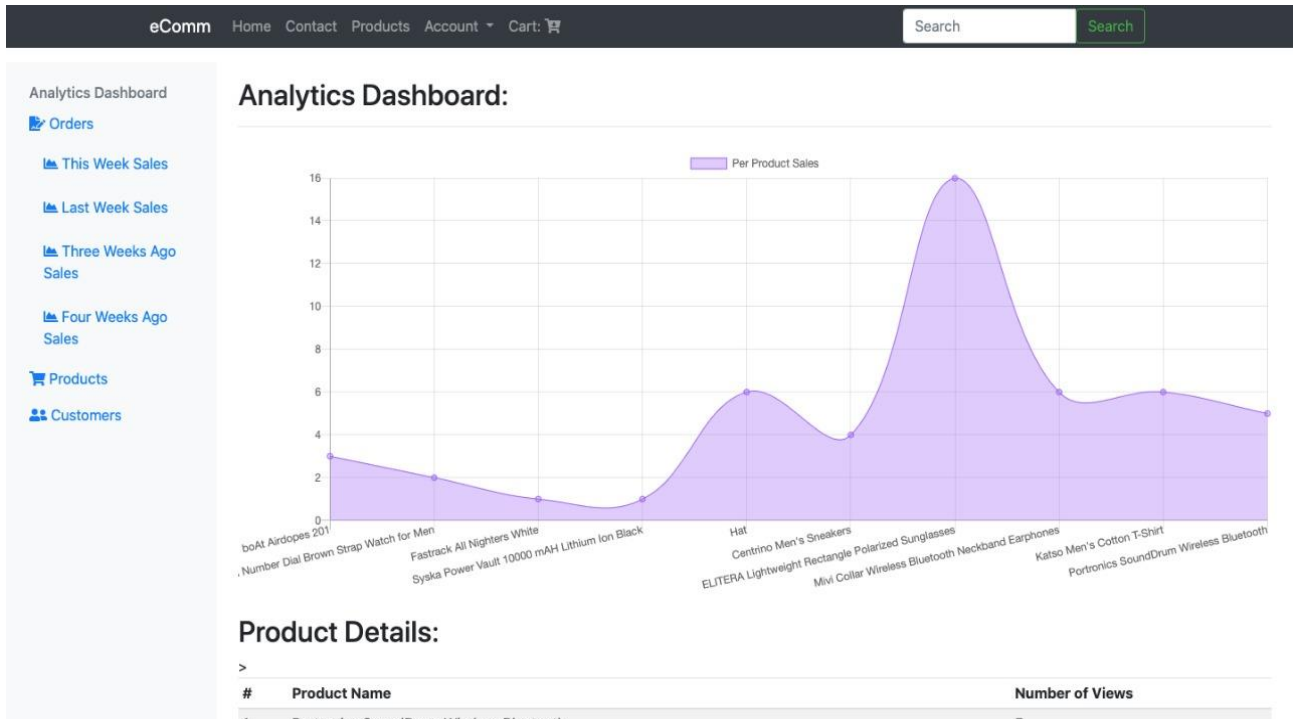 eComm Home Contact Products Account Cart: Search Search
Analytics Dashboard
Orders
This Week Sales
Last Week Sales
Three Weeks Ago
Sales
Four Weeks Ago
Sales
Products
Customers
Analytics Dashboard:
Per Product Sales
16
14
12
10
8
6
4
2
0
boAt Airdopes 201
. Number Dial Brown Strap Watch for Men
Fastrack All Nighters White
Syska Power Vault 10000 mAH Lithium Ion Black
Hat
Centrino Men's Sneakers
ELITERA Lightweight Rectangle Polarized Sunglasses
Mivi Collar Wireless Bluetooth Neckband Earphones
Katso Men's Cotton T-Shirt
Portronics SoundDrum Wireless Bluetooth
Product Details:
>
# Product Name Number of Views